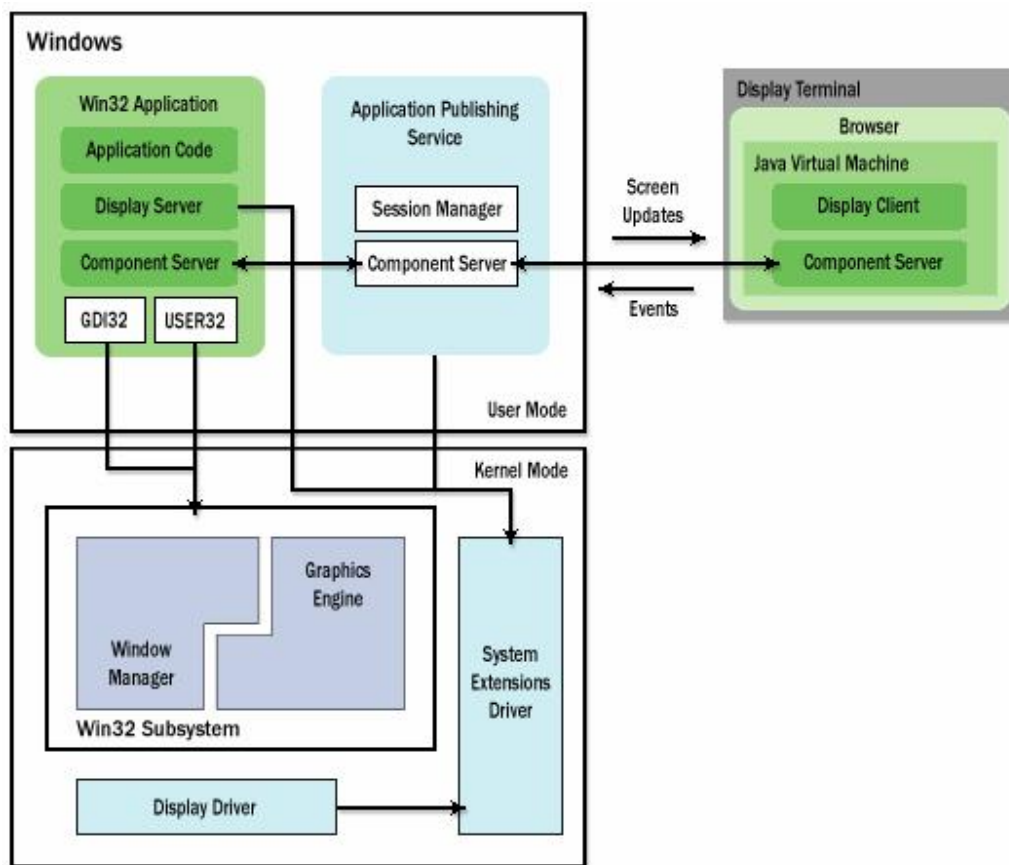 Windows
Win32 Application
Application Code
Display Server
Component Server
GDI32
USER32
Application Publishing
Service
Session Manager
Component Server
User Mode
Screen
Updates
Events
Display Terminal
Browser
Java Virtual Machine
Display Client
Component Server
Kernel Mode
Graphics
Engine
Window
Manager
Win32 Subsystem
System
Extensions
Driver
Display Driver